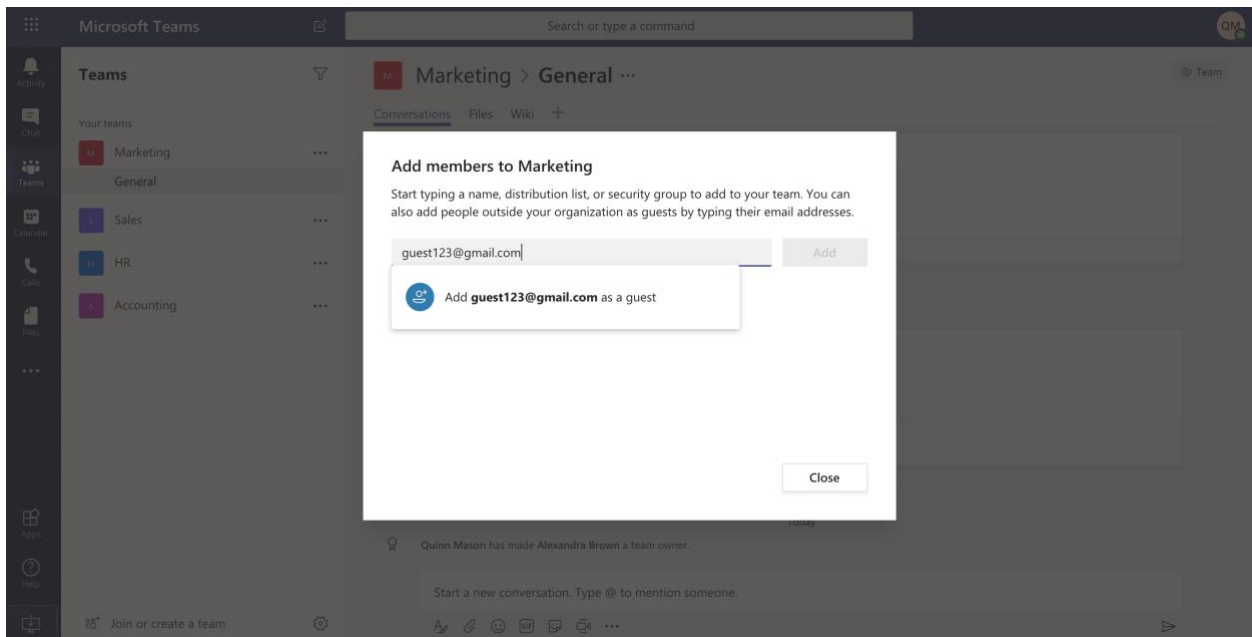 Microsoft Teams
Search or type a command
QM
Activity
Chat
Teams
Calendar
Calls
Files
Apps
Help
Teams
Your teams
M Marketing
General
S Sales
H HR
A Accounting
Join or create a team
M Marketing > General
Team
Conversations Files Wiki
Add members to Marketing
Start typing a name, distribution list, or security group to add to your team. You can
also add people outside your organization as guests by typing their email addresses.
guest123@gmail.com
Add
Add guest123@gmail.com as a guest
Close
Today
Quinn Mason has made Alexandra Brown a team owner.
Start a new conversation. Type @ to mention someone.
GIF